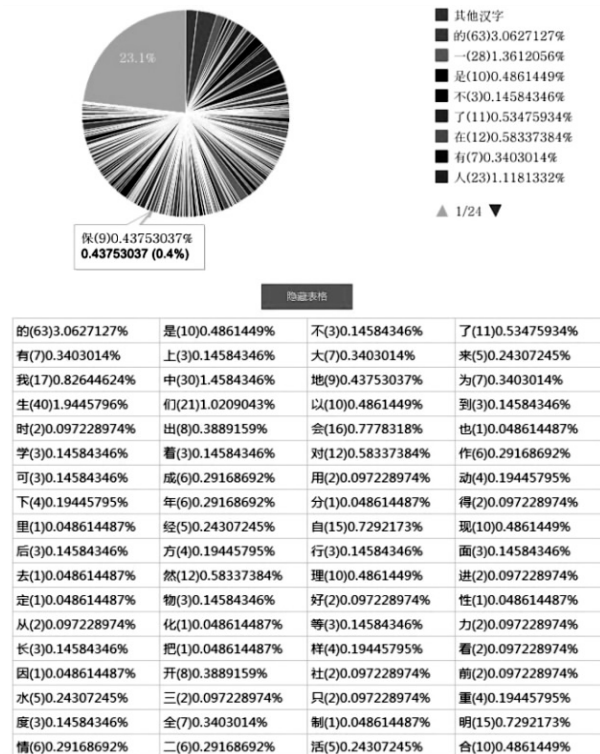 23.1%
其他汉字
的(63)3.0627127%
一(28)1.3612056%
是(10)0.4861449%
不(3)0.14584346%
了(11)0.53475934%
在(12)0.58337384%
有(7)0.3403014%
人(23)1.1181332%
1/24
保(9)0.43753037%
0.43753037 (0.4%)
隐藏表格
的(63)3.0627127% 是(10)0.4861449% 不(3)0.14584346% 了(11)0.53475934%
有(7)0.3403014% 上(3)0.14584346% 大(7)0.3403014% 来(5)0.24307245%
我(17)0.82644624% 中(30)1.4584346% 地(9)0.43753037% 为(7)0.3403014%
生(40)1.9445796% 们(21)1.0209043% 以(10)0.4861449% 到(3)0.14584346%
时(2)0.097228974% 出(8)0.3889159% 会(16)0.7778318% 也(1)0.048614487%
学(3)0.14584346% 着(3)0.14584346% 对(12)0.58337384% 作(6)0.29168692%
可(3)0.14584346% 成(6)0.29168692% 用(2)0.097228974% 动(4)0.19445795%
下(4)0.19445795% 年(6)0.29168692% 分(1)0.048614487% 得(2)0.097228974%
里(1)0.048614487% 经(5)0.24307245% 自(15)0.7292173% 现(10)0.4861449%
后(3)0.14584346% 方(4)0.19445795% 行(3)0.14584346% 面(3)0.14584346%
去(1)0.048614487% 然(12)0.58337384% 理(10)0.4861449% 进(2)0.097228974%
定(1)0.048614487% 物(3)0.14584346% 好(2)0.097228974% 性(1)0.048614487%
从(2)0.097228974% 化(1)0.048614487% 等(3)0.14584346% 力(2)0.097228974%
长(3)0.14584346% 把(1)0.048614487% 样(4)0.19445795% 看(2)0.097228974%
因(1)0.048614487% 开(8)0.3889159% 社(2)0.097228974% 前(2)0.097228974%
水(5)0.24307245% 三(2)0.097228974% 只(2)0.097228974% 重(4)0.19445795%
度(3)0.14584346% 全(7)0.3403014% 制(1)0.048614487% 明(15)0.7292173%
情(6)0.29168692% 二(6)0.29168692% 活(5)0.24307245% 合(10)0.4861449%